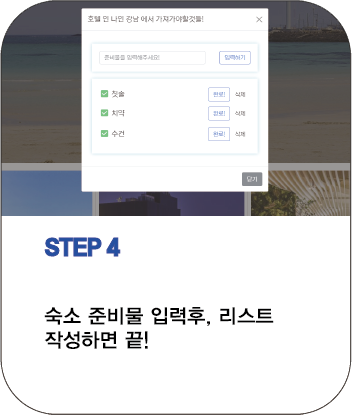 호텔 인 나인 강남 에서 가져가야할것들!
×
준비물을 입력해주세요!
입력하기
칫솔 완료! 삭제
치약 완료! 삭제
수건 완료! 삭제
닫기
STEP 4
숙소 준비물 입력후, 리스트
작성하면 끝!